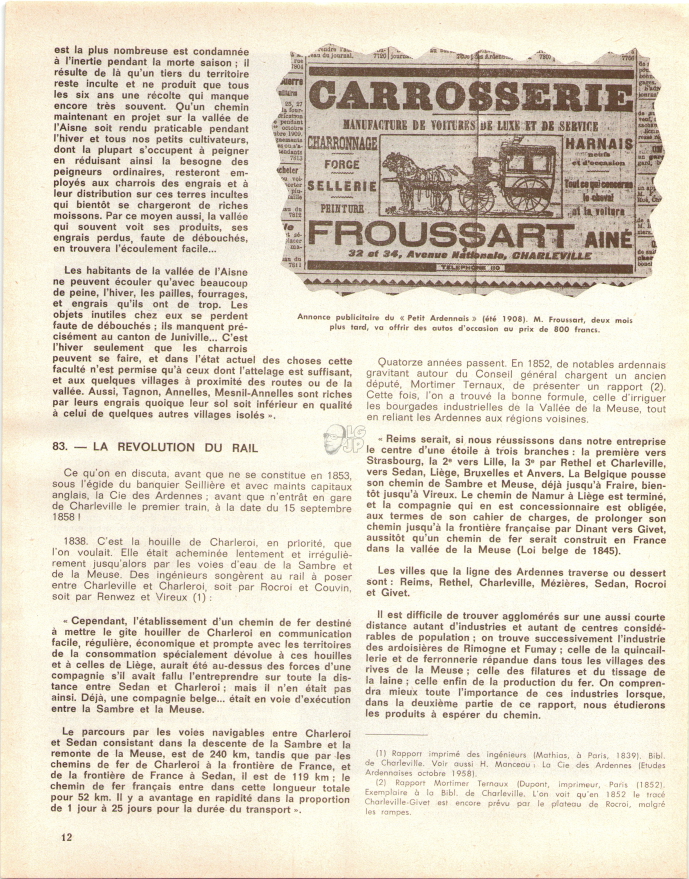 est la plus nombreuse est condamnée
à l'inertie pendant la morte saison ; il
résulte de là qu'un tiers du territoire
reste inculte et ne produit que tous
les six ans une récolte qui manque
encore très souvent. Qu'un chemin
maintenant en projet sur la vallée de
l'Aisne soit rendu praticable pendant
l'hiver et tous nos petits cultivateurs,
dont la plupart s'occupent à peigner
en réduisant ainsi la besogne des
peigneurs ordinaires, resteront em-
ployés aux charrois des engrais et à
leur distribution sur ces terres incultes
qui bientôt se chargeront de riches
moissons. Par ce moyen aussi, la vallée
qui souvent voit ses produits, ses
engrais perdus, faute de débouchés,
en trouvera l'écoulement facile...
Les habitants de la vallée de l'Aisne
ne peuvent écouler qu'avec beaucoup
de peine, l'hiver, les pailles, fourrages,
et engrais qu'ils ont de trop. Les
objets inutiles chez eux se perdent
faute de débouchés ; ils manquent pré-
cisément au canton de Juniville... C'est
l'hiver seulement que les charrois
peuvent se faire, et dans l'état actuel des choses cette
faculté n'est permise qu'à ceux dont l'attelage est suffisant,
et aux quelques villages à proximité des routes ou de la
vallée. Aussi, Tagnon, Annelles, Mesnil-Annelles sont riches
par leurs engrais quoique leur sol soit inférieur en qualité
à celui de quelques autres villages isolés ».
83. — LA REVOLUTION DU RAIL
Ce qu'on en discuta, avant que ne se constitue en 1853,
sous l'égide du banquier Seillière et avec maints capitaux
anglais, la Cie des Ardennes ; avant que n'entrât en gare
de Charleville le premier train, à la date du 15 septembre
1858 !
1838. C'est la houille de Charleroi, en priorité, que
l'on voulait. Elle était acheminée lentement et irréguliè-
rement jusqu'alors par les voies d'eau de la Sambre et
de la Meuse. Des ingénieurs songèrent au rail à poser
entre Charleville et Charleroi, soit par Rocroi et Couvin,
soit par Renwez et Vireux (1) :
« Cependant, l'établissement d'un chemin de fer destiné
à mettre le gite houiller de Charleroi en communication
facile, régulière, économique et prompte avec les territoires
de la consommation spécialement dévolue à ces houilles
et à celles de Liège, aurait été au-dessus des forces d'une
compagnie s'il avait fallu l'entreprendre sur toute la dis-
tance entre Sedan et Charleroi ; mais il n'en était pas
ainsi. Déjà, une compagnie belge... était en voie d'exécution
entre la Sambre et la Meuse.
Le parcours par les voies navigables entre Charleroi
et Sedan consistant dans la descente de la Sambre et la
remonte de la Meuse, est de 240 km, tandis que par les
chemins de fer de Charleroi à la frontière de France, et
de la frontière de France à Sedan, il est de 119 km ; le
chemin de fer français entre dans cette longueur totale
pour 52 km. Il y a avantage en rapidité dans la proportion
de 1 jour à 25 jours pour la durée du transport ».
12
CARROSSERIE
MANUFACTURE DE VOITURES DE LUXE ET DE SERVICE
CHARRONNAGE
FORGE
SELLERIE
PEINTURE
HARNAIS
neufs
et d'occasion
Tout ce qui concerne
le cheval
et la voiture
FROUSSART AINÉ
32 et 34, Avenue Nationale, CHARLEVILLE
TÉLÉPHONE 110
Annonce publicitaire du « Petit Ardennais » (été 1908). M. Froussart, deux mois
plus tard, va offrir des autos d'occasion au prix de 800 francs.
Quatorze années passent. En 1852, de notables ardennais
gravitant autour du Conseil général chargent un ancien
député, Mortimer Ternaux, de présenter un rapport (2).
Cette fois, l'on a trouvé la bonne formule, celle d'irriguer
les bourgades industrielles de la Vallée de la Meuse, tout
en reliant les Ardennes aux régions voisines.
« Reims serait, si nous réussissons dans notre entreprise
le centre d'une étoile à trois branches : la première vers
Strasbourg, la 2e vers Lille, la 3e par Rethel et Charleville,
vers Sedan, Liège, Bruxelles et Anvers. La Belgique pousse
son chemin de Sambre et Meuse, déjà jusqu'à Fraire, bien-
tôt jusqu'à Vireux. Le chemin de Namur à Liège est terminé,
et la compagnie qui en est concessionnaire est obligée,
aux termes de son cahier de charges, de prolonger son
chemin jusqu'à la frontière française par Dinant vers Givet,
aussitôt qu'un chemin de fer serait construit en France
dans la vallée de la Meuse (Loi belge de 1845).
Les villes que la ligne des Ardennes traverse ou dessert
sont : Reims, Rethel, Charleville, Mézières, Sedan, Rocroi
et Givet.
Il est difficile de trouver agglomérés sur une aussi courte
distance autant d'industries et autant de centres considé-
rables de population ; on trouve successivement l'industrie
des ardoisières de Rimogne et Fumay ; celle de la quincail-
lerie et de ferronnerie répandue dans tous les villages des
rives de la Meuse ; celle des filatures et du tissage de
la laine ; celle enfin de la production du fer. On compren-
dra mieux toute l'importance de ces industries lorsque,
dans la deuxième partie de ce rapport, nous étudierons
les produits à espérer du chemin.
(1) Rapport imprimé des ingénieurs (Mathias, à Paris, 1839). Bibl.
de Charleville. Voir aussi H. Manceau : La Cie des Ardennes (Etudes
Ardennaises octobre 1958).
(2) Rapport Mortimer Ternaux (Dupont, imprimeur, Paris (1852).
Exemplaire à la Bibl. de Charleville. L'on voit qu'en 1852 le tracé
Charleville-Givet est encore prévu par le plateau de Rocroi, malgré
les rampes.
LG
JP